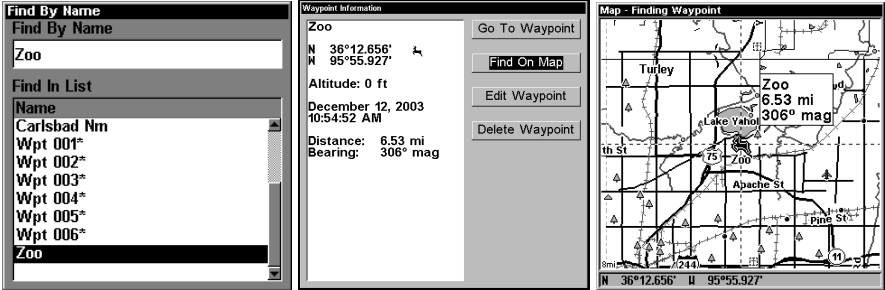 Find By Name
Find By Name
Zoo
Find In List
Name
Carlsbad Nm
Wpt 001*
Wpt 002*
Wpt 003*
Wpt 004*
Wpt 005*
Wpt 006*
Zoo
Waypoint Information
Zoo
N 36°12.656'
W 95°55.927'
Altitude: 0 ft
December 12, 2003
10:54:52 AM
Distance: 6.53 mi
Bearing: 306° mag
Go To Waypoint
Find On Map
Edit Waypoint
Delete Waypoint
Map - Finding Waypoint
Turley
Zoo
6.53 mi
306° mag
Lake Yahol
th St
75
Zoo
Apache St
Pine St
8mi
244
11
N 36°12.656' W 95°55.927'